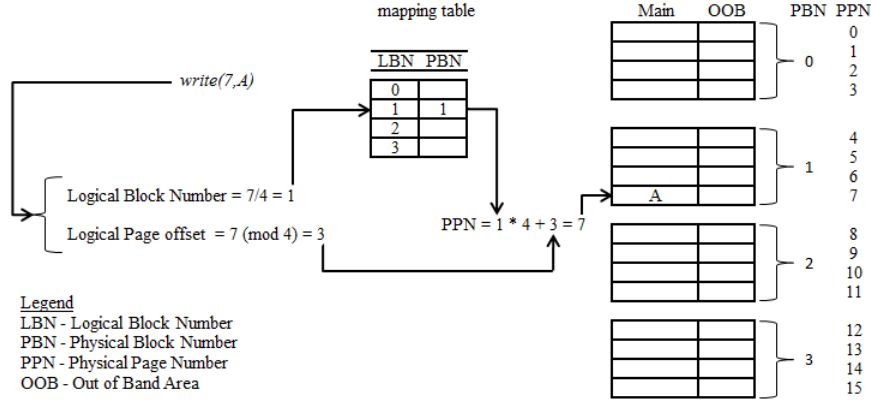 mapping table
Main OOB PBN PPN
LBN PBN
write(7,A)
0
1 1
2
3
0
1
2
3
0
4
5
6
7
1
A
Logical Block Number = 7/4 = 1
Logical Page offset = 7 (mod 4) = 3
PPN = 1 * 4 + 3 = 7
8
9
10
11
2
12
13
14
15
3
Legend
LBN - Logical Block Number
PBN - Physical Block Number
PPN - Physical Page Number
OOB - Out of Band Area